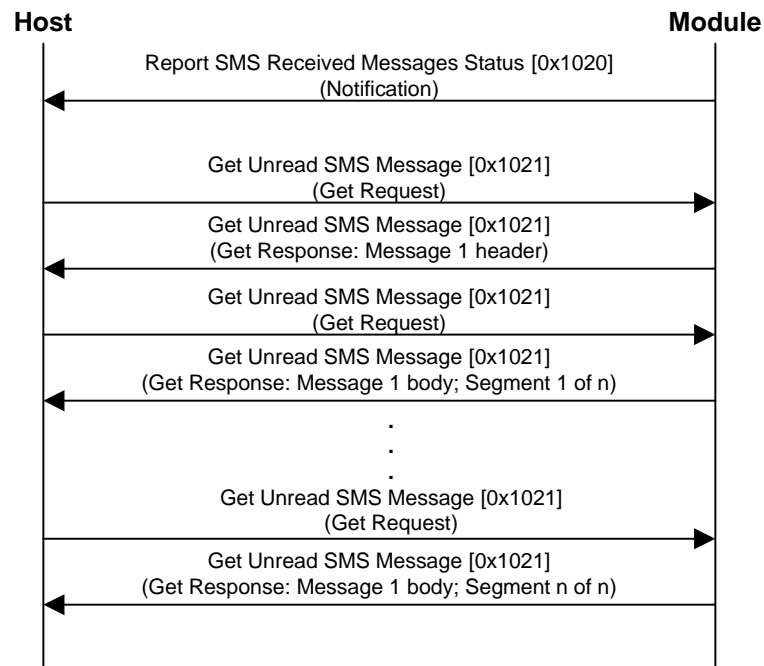 Host
Module
Report SMS Received Messages Status [0x1020]
(Notification)
Get Unread SMS Message [0x1021]
(Get Request)
Get Unread SMS Message [0x1021]
(Get Response: Message 1 header)
Get Unread SMS Message [0x1021]
(Get Request)
Get Unread SMS Message [0x1021]
(Get Response: Message 1 body; Segment 1 of n)
.
.
.
Get Unread SMS Message [0x1021]
(Get Request)
Get Unread SMS Message [0x1021]
(Get Response: Message 1 body; Segment n of n)